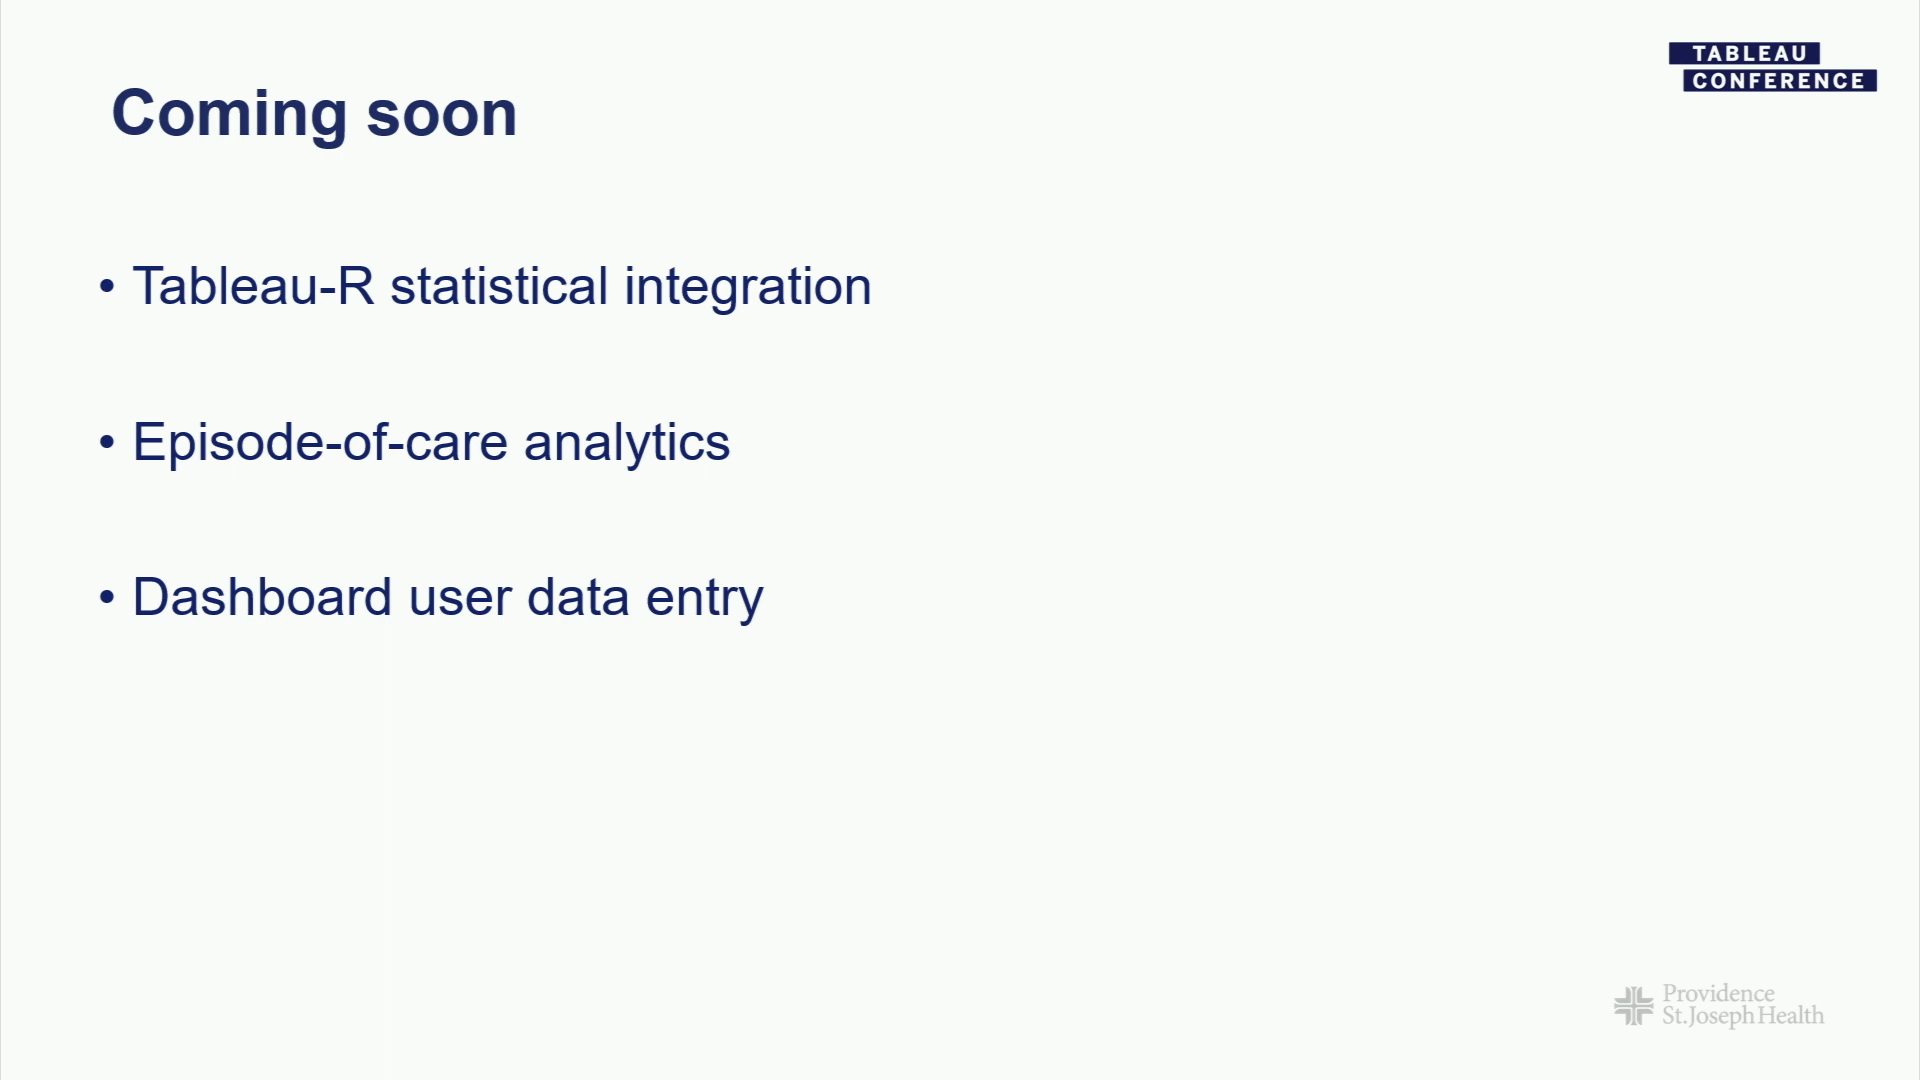 TABLEAU
CONFERENCE
Coming soon
• Tableau-R statistical integration
• Episode-of-care analytics
• Dashboard user data entry
Providence
St.Joseph Health